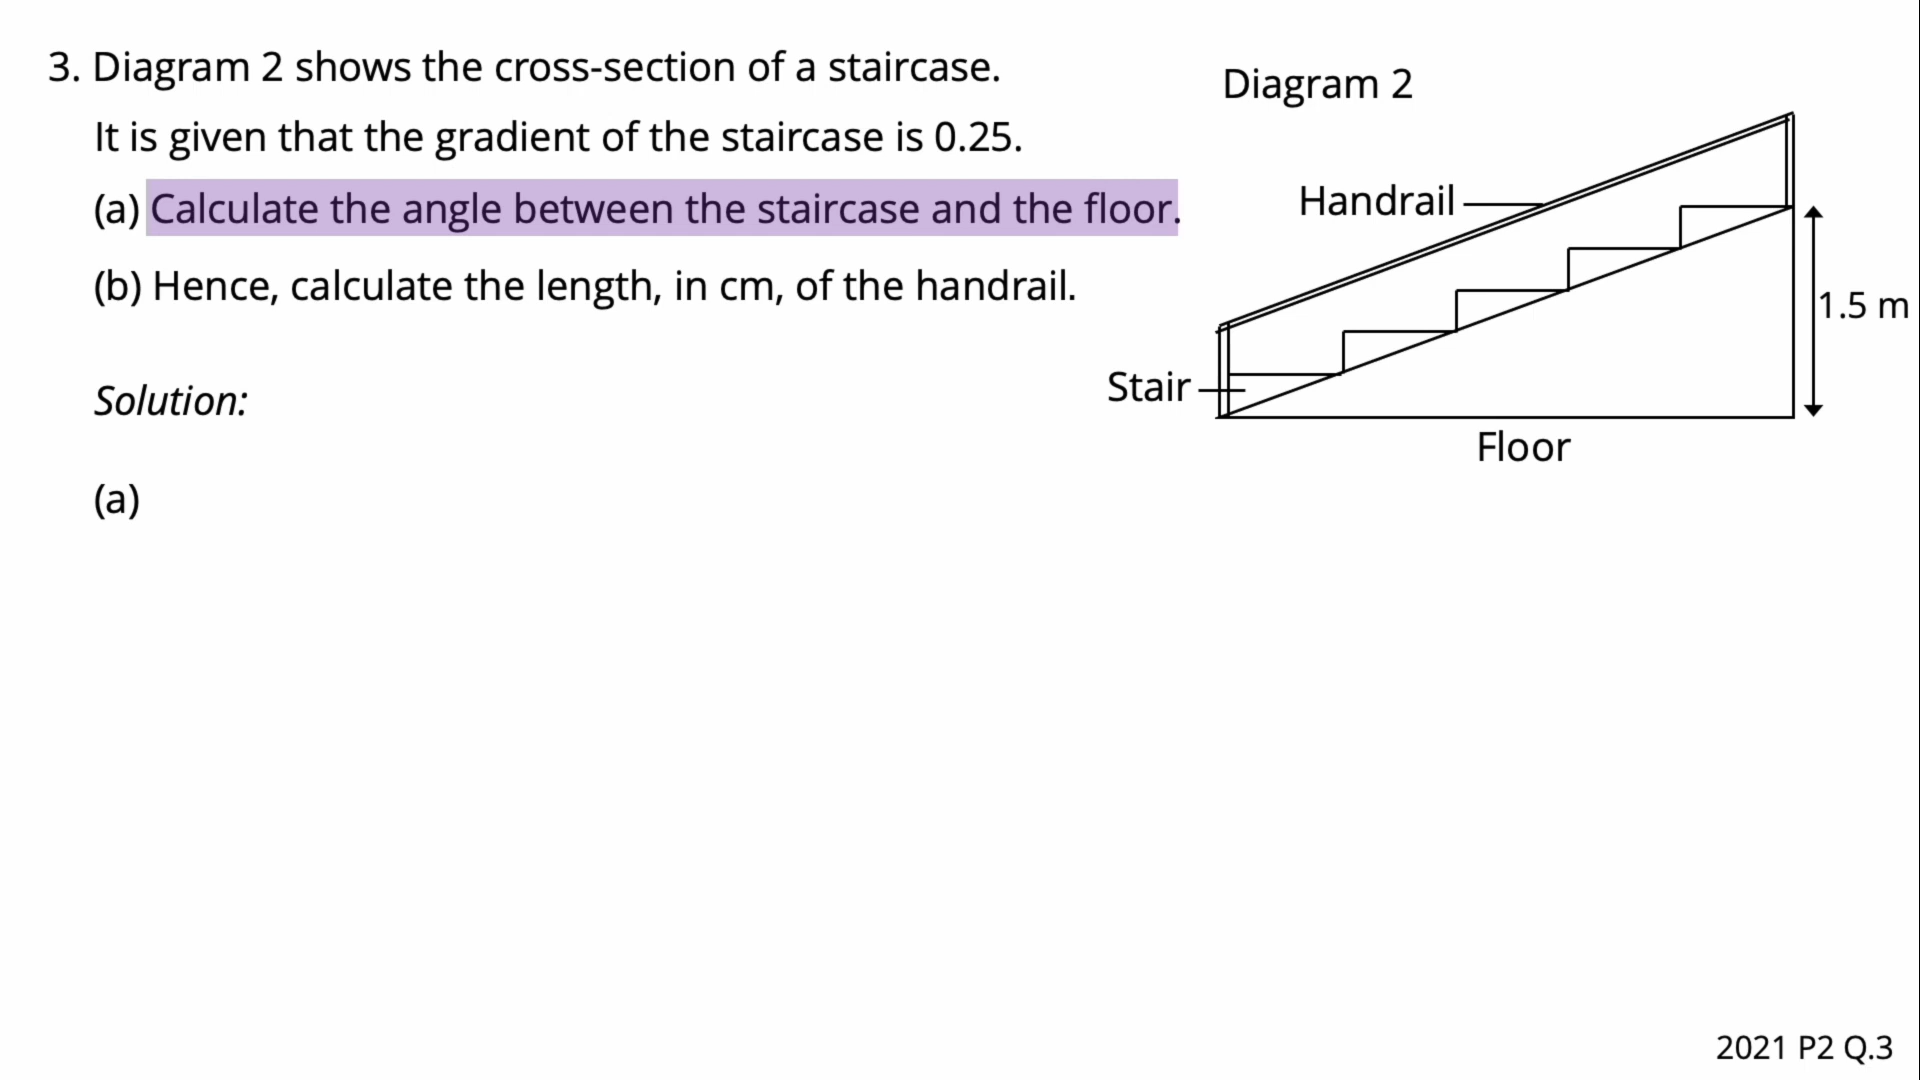 3. Diagram 2 shows the cross-section of a staircase.
It is given that the gradient of the staircase is 0.25.
(a) Calculate the angle between the staircase and the floor.
(b) Hence, calculate the length, in cm, of the handrail.
Solution:
(a)
Diagram 2
Handrail
1.5 m
Stair
Floor
2021 P2 Q.3